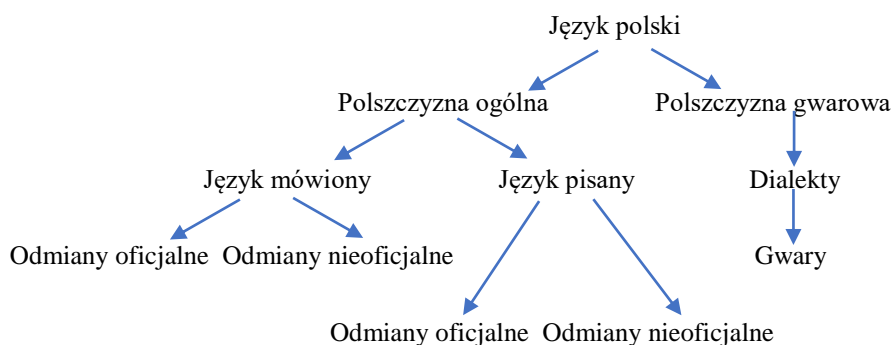 Język polski
Polszczyzna ogólna Polszczyzna gwarowa
Język mówiony Język pisany Dialekty
Odmiany oficjalne Odmiany nieoficjalne Gwary
Odmiany oficjalne Odmiany nieoficjalne